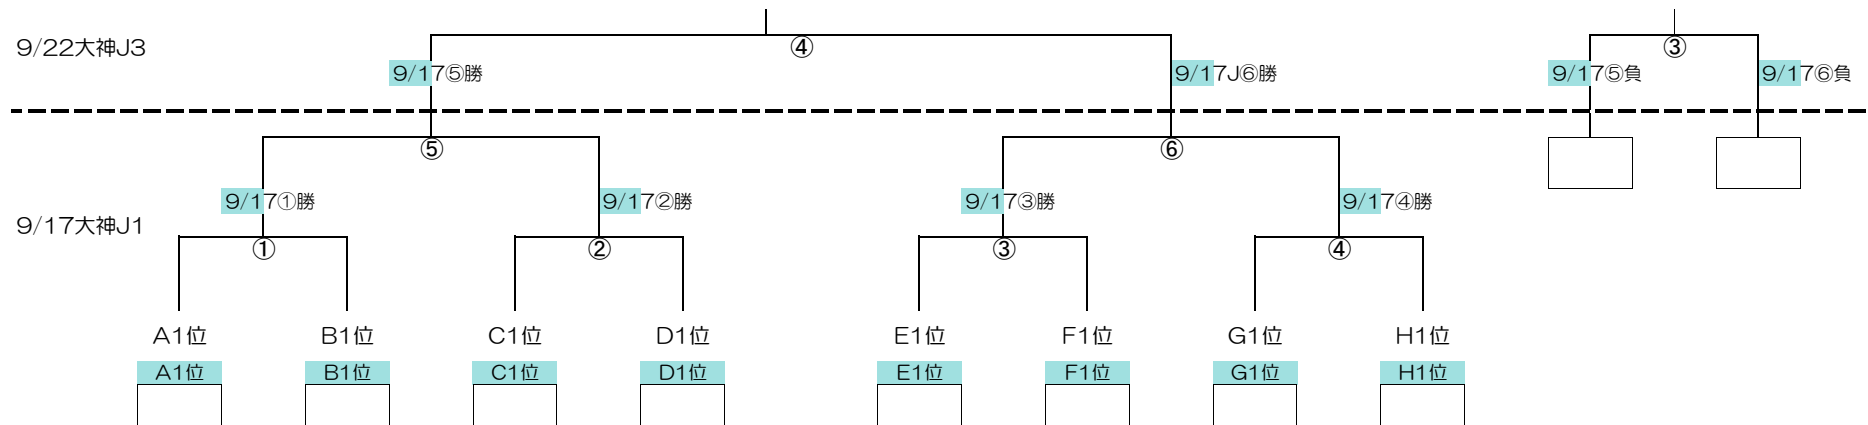 9/22大神J3
④
③
9/17⑤勝
9/17J⑥勝
9/17⑤負
9/17⑥負
⑤
⑥
9/17①勝
9/17②勝
9/17③勝
9/17④勝
9/17大神J1
①
②
③
④
A1位
B1位
C1位
D1位
E1位
F1位
G1位
H1位
A1位
B1位
C1位
D1位
E1位
F1位
G1位
H1位